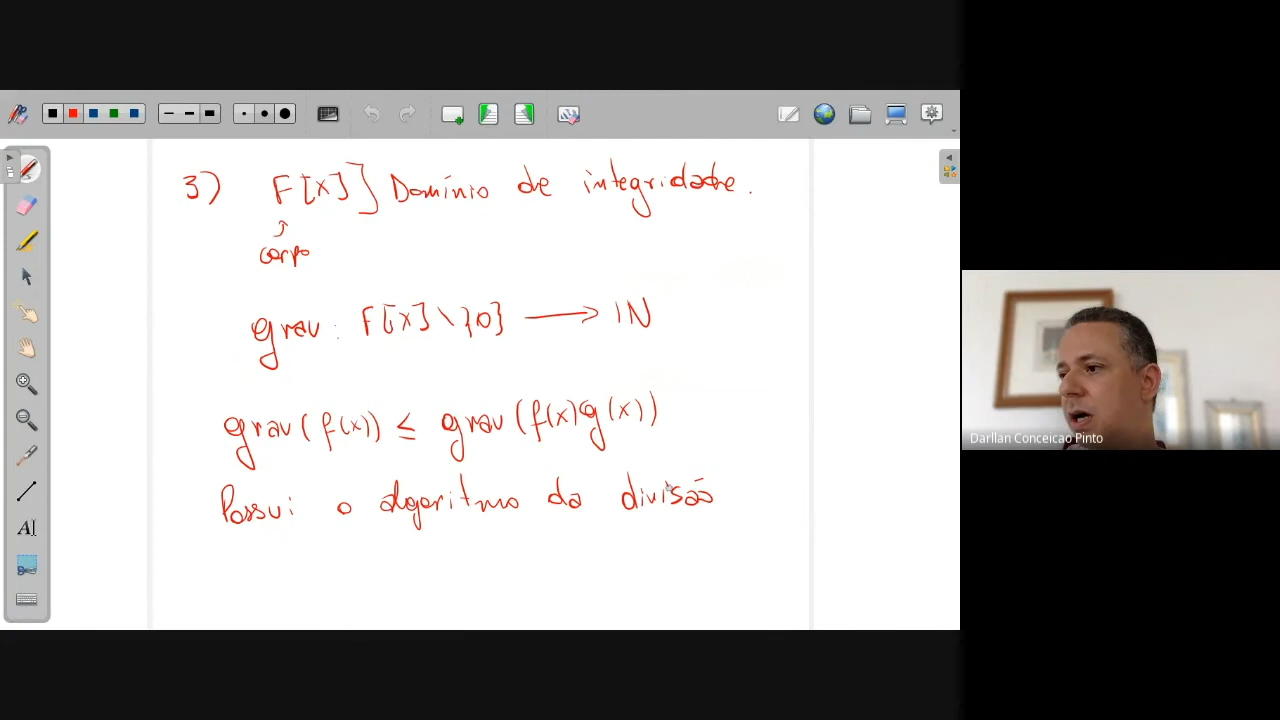 3) F[x] Domínio de integridade.
↑
corpo
grau: F[x] \ {0} → IN
grau(f(x)) ≤ grau(f(x)g(x))
Possui o algoritmo da divisão
Darllan Conceicao Pinto